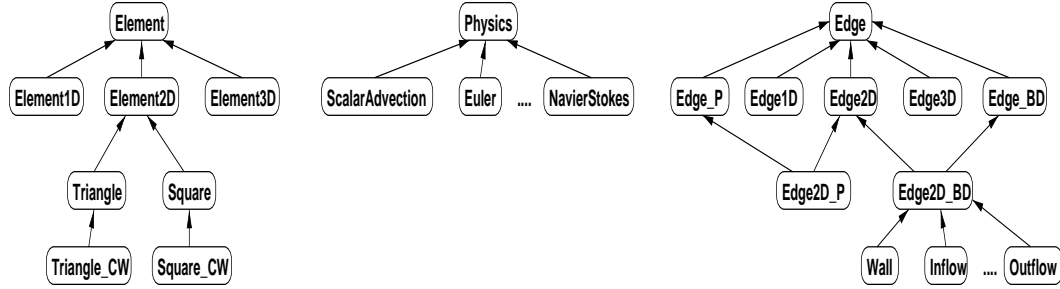 Element
Physics
Edge
Element1D Element2D Element3D
ScalarAdvection Euler .... NavierStokes
Edge_P Edge1D Edge2D Edge3D Edge_BD
Triangle Square
Edge2D_P Edge2D_BD
Triangle_CW Square_CW
Wall Inflow .... Outflow